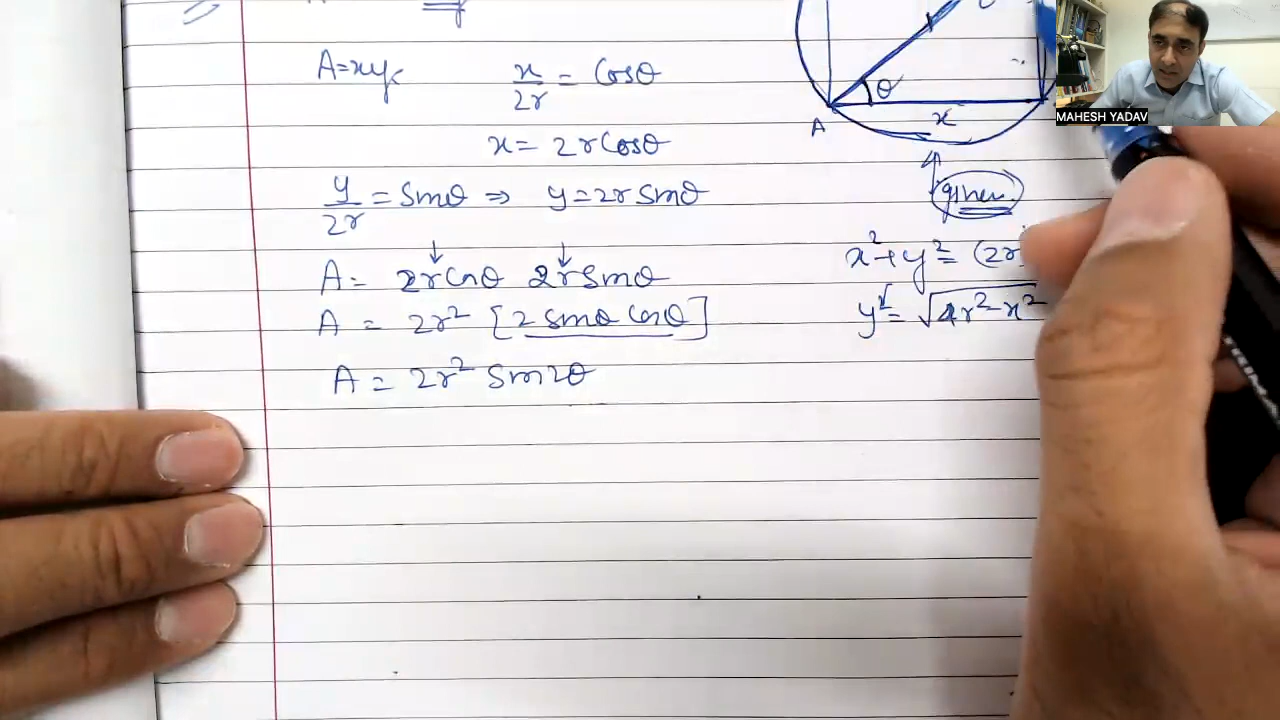 A=xy
x/2r = Cosθ
x = 2r Cosθ
y/2r = Sinθ ⇒ y = 2r Sinθ
A = 2r Cosθ 2r Sinθ
A = 2r² [2 Sinθ Cosθ]
A = 2r² Sin2θ
θ
x
A
given
x² + y² = (2r)
y² = √4r² - x²
MAHESH YADAV